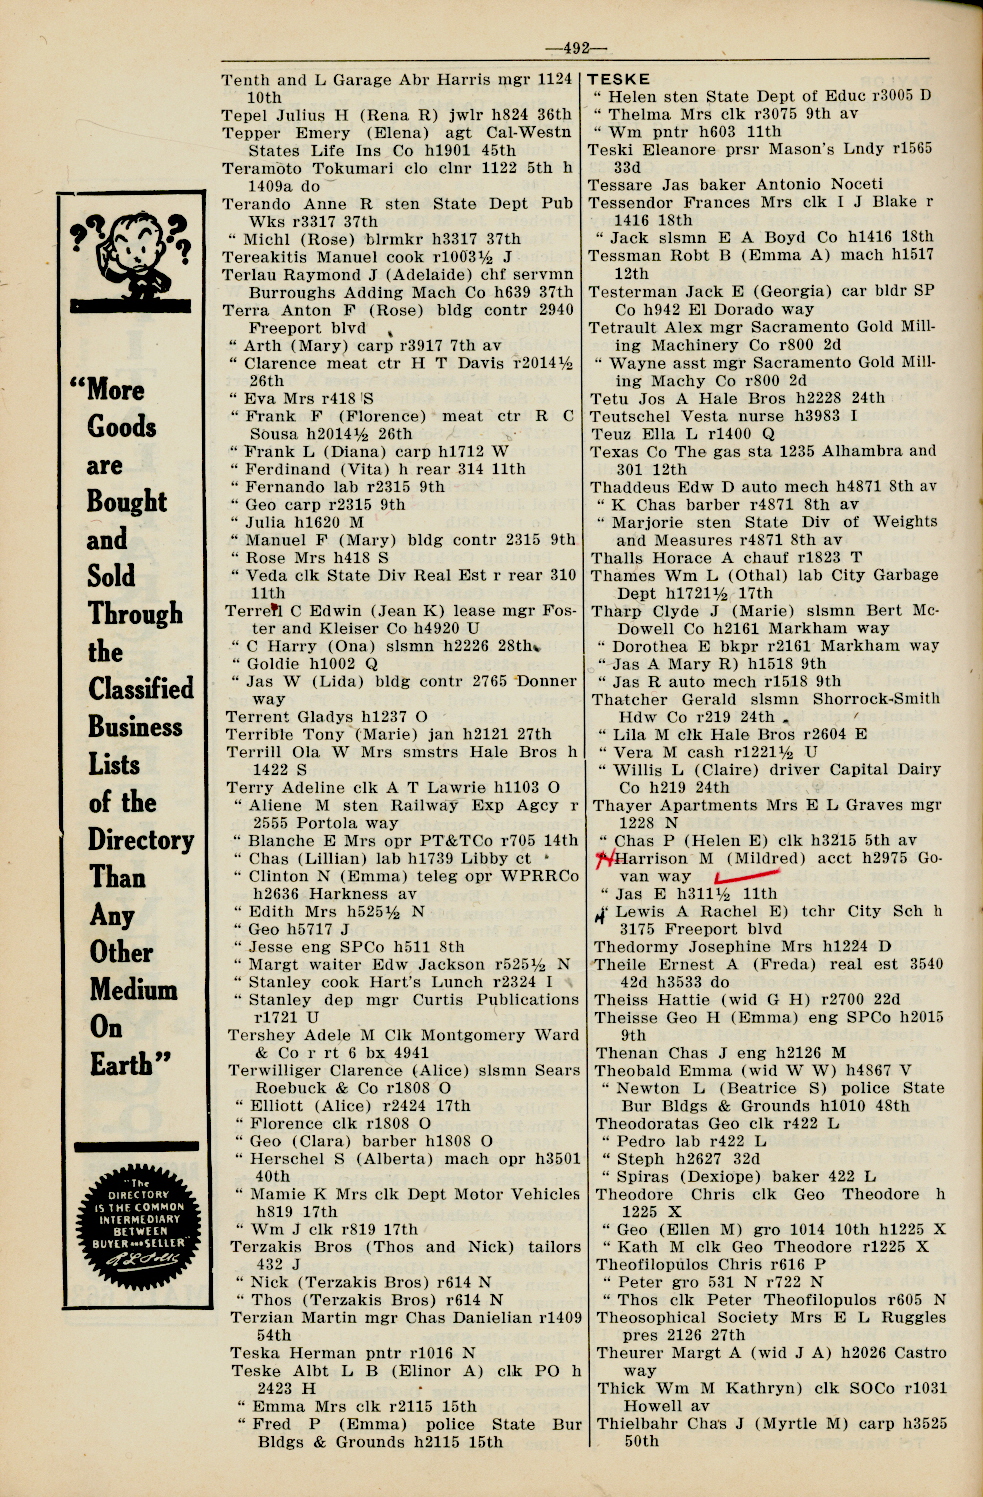 —492—
"More
Goods
are
Bought
and
Sold
Through
the
Classified
Business
Lists
of the
Directory
Than
Any
Other
Medium
On
Earth"
"The
DIRECTORY
IS THE COMMON
INTERMEDIARY
BETWEEN
BUYER AND SELLER"
R L Polk
Tenth and L Garage Abr Harris mgr 1124
10th
Tepel Julius H (Rena R) jwlr h824 36th
Tepper Emery (Elena) agt Cal-Westn
States Life Ins Co h1901 45th
Teramoto Tokumari clo clnr 1122 5th h
1409a do
Terando Anne R sten State Dept Pub
Wks r3317 37th
" Michl (Rose) blrmkr h3317 37th
Tereakitis Manuel cook r1003½ J
Terlau Raymond J (Adelaide) chf servmn
Burroughs Adding Mach Co h639 37th
Terra Anton F (Rose) bldg contr 2940
Freeport blvd
" Arth (Mary) carp r3917 7th av
" Clarence meat ctr H T Davis r2014½
26th
" Eva Mrs r418 S
" Frank F (Florence) meat ctr R C
Sousa h2014½ 26th
" Frank L (Diana) carp h1712 W
" Ferdinand (Vita) h rear 314 11th
" Fernando lab r2315 9th
" Geo carp r2315 9th
" Julia h1620 M
" Manuel F (Mary) bldg contr 2315 9th
" Rose Mrs h418 S
" Veda clk State Div Real Est r rear 310
11th
Terrell C Edwin (Jean K) lease mgr Fos-
ter and Kleiser Co h4920 U
" C Harry (Ona) slsmn h2226 28th
" Goldie h1002 Q
" Jas W (Lida) bldg contr 2765 Donner
way
Terrent Gladys h1237 O
Terrible Tony (Marie) jan h2121 27th
Terrill Ola W Mrs smstrs Hale Bros h
1422 S
Terry Adeline clk A T Lawrie h1103 O
" Aliene M sten Railway Exp Agcy r
2555 Portola way
" Blanche E Mrs opr PT&TCo r705 14th
" Chas (Lillian) lab h1739 Libby ct
" Clinton N (Emma) teleg opr WPRRCo
h2636 Harkness av
" Edith Mrs h525½ N
" Geo h5717 J
" Jesse eng SPCo h511 8th
" Margt waiter Edw Jackson r525½ N
" Stanley cook Hart's Lunch r2324 I
" Stanley dep mgr Curtis Publications
r1721 U
Tershey Adele M Clk Montgomery Ward
& Co r rt 6 bx 4941
Terwilliger Clarence (Alice) slsmn Sears
Roebuck & Co r1808 O
" Elliott (Alice) r2424 17th
" Florence clk r1808 O
" Geo (Clara) barber h1808 O
" Herschel S (Alberta) mach opr h3501
40th
" Mamie K Mrs clk Dept Motor Vehicles
h819 17th
" Wm J clk r819 17th
Terzakis Bros (Thos and Nick) tailors
432 J
" Nick (Terzakis Bros) r614 N
" Thos (Terzakis Bros) r614 N
Terzian Martin mgr Chas Danielian r1409
54th
Teska Herman pntr r1016 N
Teske Albt L B (Elinor A) clk PO h
2423 H
" Emma Mrs clk r2115 15th
" Fred P (Emma) police State Bur
Bldgs & Grounds h2115 15th
TESKE
" Helen sten State Dept of Educ r3005 D
" Thelma Mrs clk r3075 9th av
" Wm pntr h603 11th
Teski Eleanore prsr Mason's Lndy r1565
33d
Tessare Jas baker Antonio Noceti
Tessendor Frances Mrs clk I J Blake r
1416 18th
" Jack slsmn E A Boyd Co h1416 18th
Tessman Robt B (Emma A) mach h1517
12th
Testerman Jack E (Georgia) car bldr SP
Co h942 El Dorado way
Tetrault Alex mgr Sacramento Gold Mill-
ing Machinery Co r800 2d
" Wayne asst mgr Sacramento Gold Mill-
ing Machy Co r800 2d
Tetu Jos A Hale Bros h2228 24th
Teutschel Vesta nurse h3983 I
Teuz Ella L r1400 Q
Texas Co The gas sta 1235 Alhambra and
301 12th
Thaddeus Edw D auto mech h4871 8th av
" K Chas barber r4871 8th av
" Marjorie sten State Div of Weights
and Measures r4871 8th av
Thalls Horace A chauf r1823 T
Thames Wm L (Othal) lab City Garbage
Dept h1721½ 17th
Tharp Clyde J (Marie) slsmn Bert Mc-
Dowell Co h2161 Markham way
" Dorothea E bkpr r2161 Markham way
" Jas A Mary R) h1518 9th
" Jas R auto mech r1518 9th
Thatcher Gerald slsmn Shorrock-Smith
Hdw Co r219 24th
" Lila M clk Hale Bros r2604 E
" Vera M cash r1221½ U
" Willis L (Claire) driver Capital Dairy
Co h219 24th
Thayer Apartments Mrs E L Graves mgr
1228 N
" Chas P (Helen E) clk h3215 5th av
Harrison M (Mildred) acct h2975 Go-
van way
" Jas E h311½ 11th
" Lewis A Rachel E) tchr City Sch h
3175 Freeport blvd
Thedormy Josephine Mrs h1224 D
Theile Ernest A (Freda) real est 3540
42d h3533 do
Theiss Hattie (wid G H) r2700 22d
Theisse Geo H (Emma) eng SPCo h2015
9th
Thenan Chas J eng h2126 M
Theobald Emma (wid W W) h4867 V
" Newton L (Beatrice S) police State
Bur Bldgs & Grounds h1010 48th
Theodoratas Geo clk r422 L
" Pedro lab r422 L
" Steph h2627 32d
" Spiras (Dexiope) baker 422 L
Theodore Chris clk Geo Theodore h
1225 X
" Geo (Ellen M) gro 1014 10th h1225 X
" Kath M clk Geo Theodore r1225 X
Theofilopulos Chris r616 P
" Peter gro 531 N r722 N
" Thos clk Peter Theofilopulos r605 N
Theosophical Society Mrs E L Ruggles
pres 2126 27th
Theurer Margt A (wid J A) h2026 Castro
way
Thick Wm M Kathryn) clk SOCo r1031
Howell av
Thielbahr Chas J (Myrtle M) carp h3525
50th